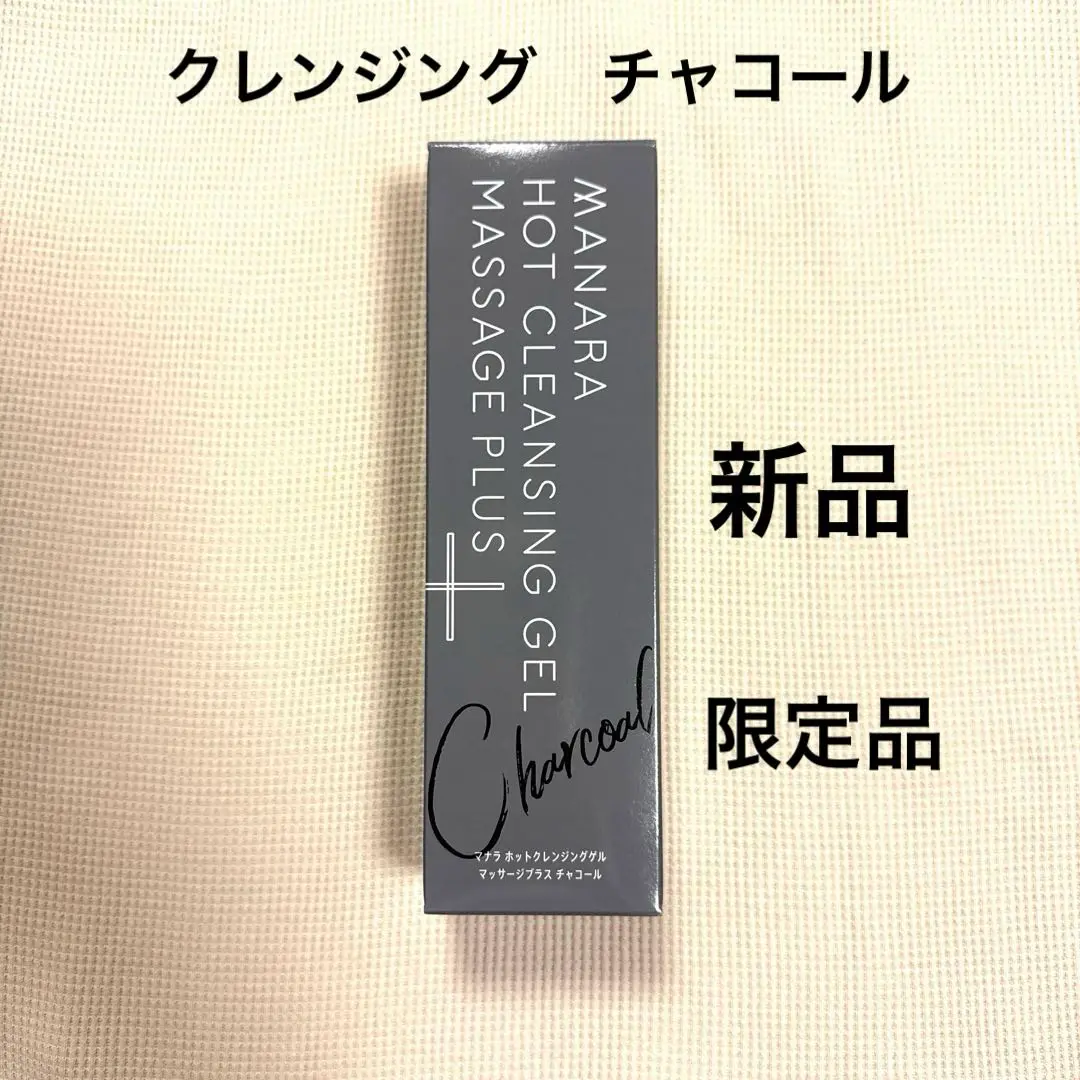 クレンジング　チャコール
MANARA
HOT CLEANSING GEL
MASSAGE PLUS
Charcoal
マナラ ホットクレンジングゲル
マッサージプラス チャコール
新品
限定品